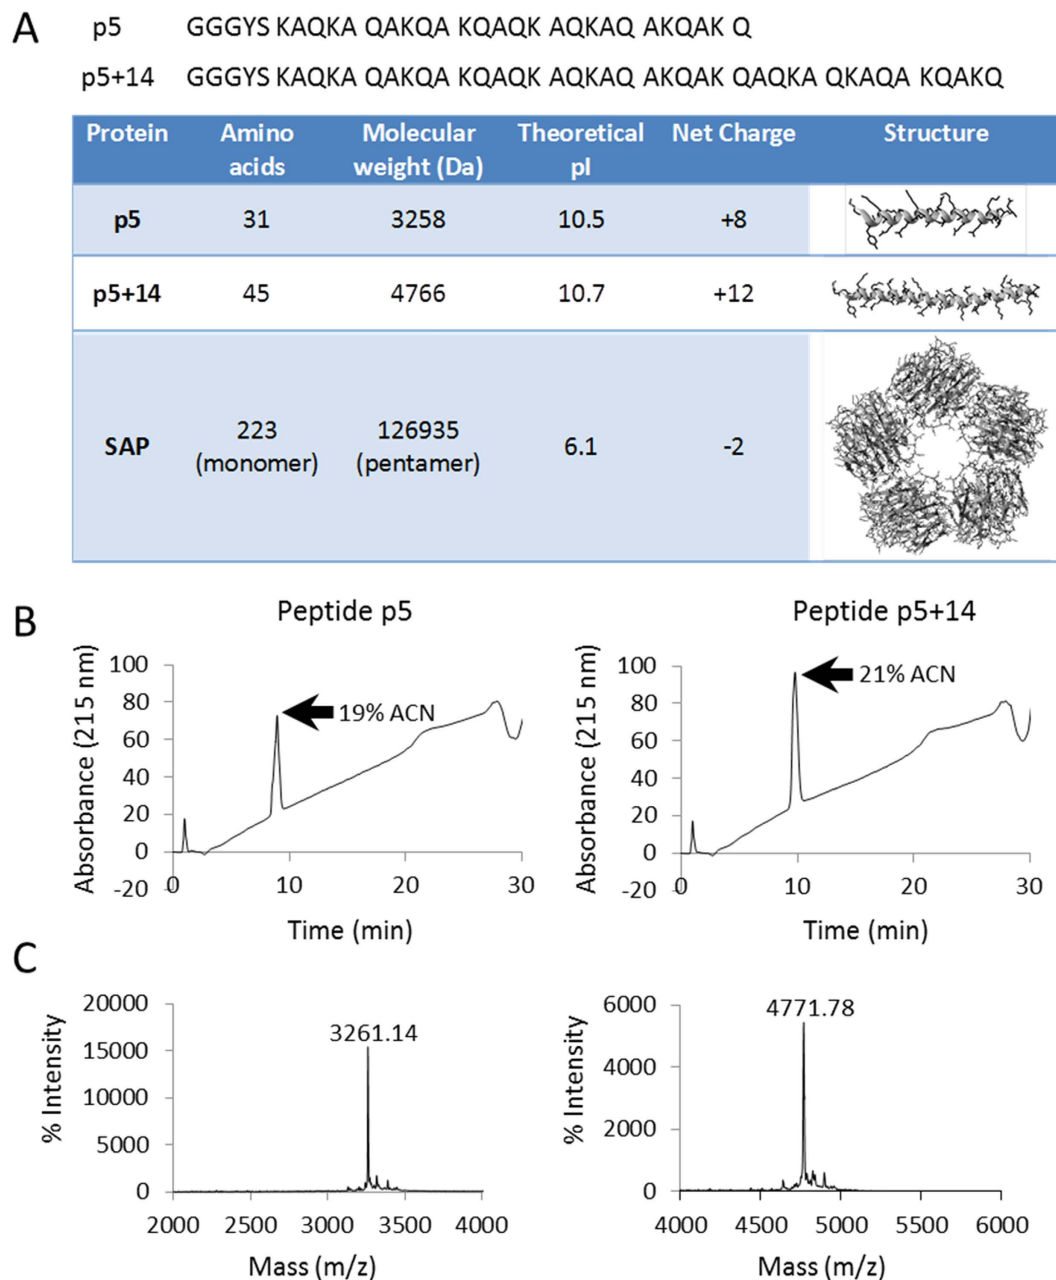 A
p5 GGGYS KAQKA QAKQA KQAQK AQKAQ AKQAK Q
p5+14 GGGYS KAQKA QAKQA KQAQK AQKAQ AKQAK QAQKA QKAQA KQAKQ
Protein Amino acids Molecular weight (Da) Theoretical pI Net Charge Structure
p5 31 3258 10.5 +8
p5+14 45 4766 10.7 +12
SAP 223 (monomer) 126935 (pentamer) 6.1 -2
B
Peptide p5
Absorbance (215 nm)
100
80
60
40
20
0
-20
19% ACN
0 10 20 30
Time (min)
Peptide p5+14
Absorbance (215 nm)
100
80
60
40
20
0
-20
21% ACN
0 10 20 30
Time (min)
C
% Intensity
20000
15000
10000
5000
0
3261.14
2000 2500 3000 3500 4000
Mass (m/z)
% Intensity
6000
4000
2000
0
4771.78
4000 4500 5000 5500 6000
Mass (m/z)